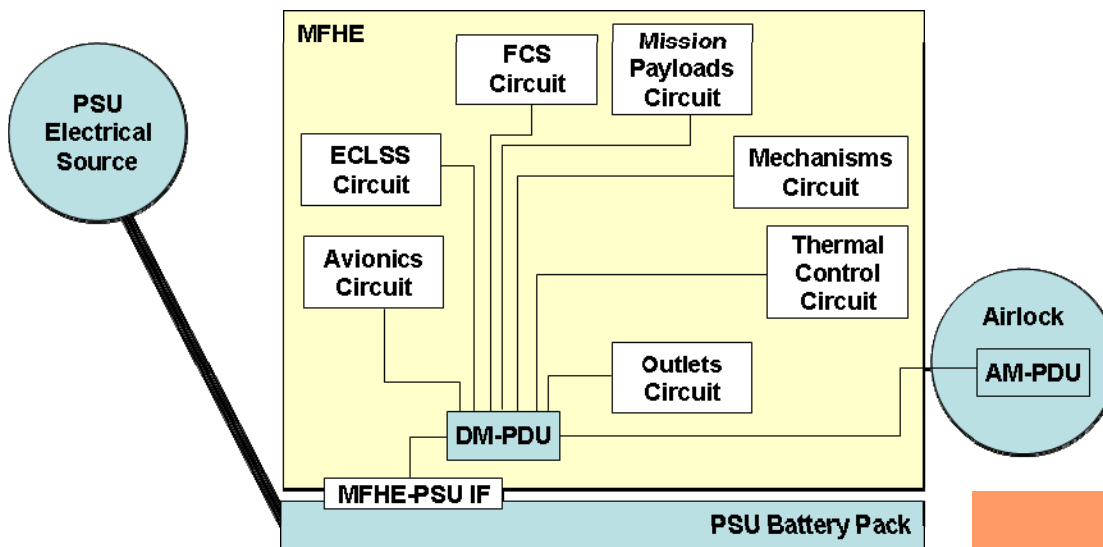 MFHE
FCS
Circuit
Mission
Payloads
Circuit
PSU
Electrical
Source
ECLSS
Circuit
Mechanisms
Circuit
Avionics
Circuit
Thermal
Control
Circuit
Airlock
AM-PDU
Outlets
Circuit
DM-PDU
MFHE-PSU IF
PSU Battery Pack